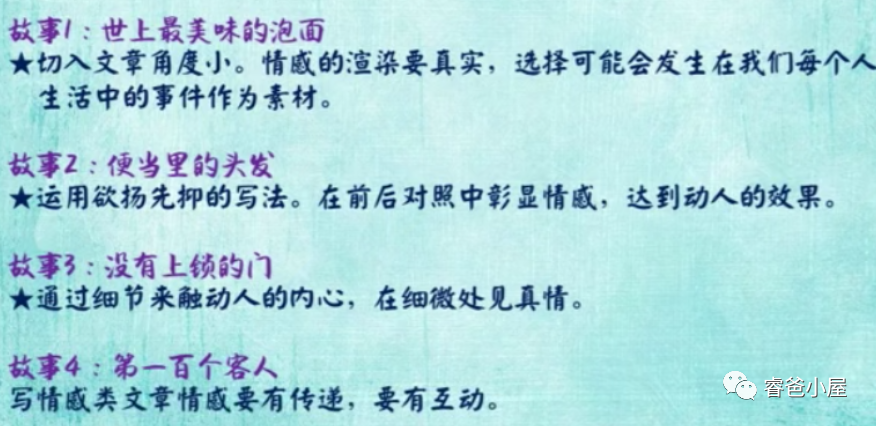 故事1：世上最美味的泡面
★切入文章角度小。情感的渲染要真实，选择可能会发生在我们每个人
生活中的事件作为素材。
故事2：便当里的头发
★运用欲扬先抑的写法。在前后对照中彰显情感，达到动人的效果。
故事3：没有上锁的门
★通过细节来触动人的内心，在细微处见真情。
故事4：第一百个客人
写情感类文章情感要有传递，要有互动。
睿爸小屋